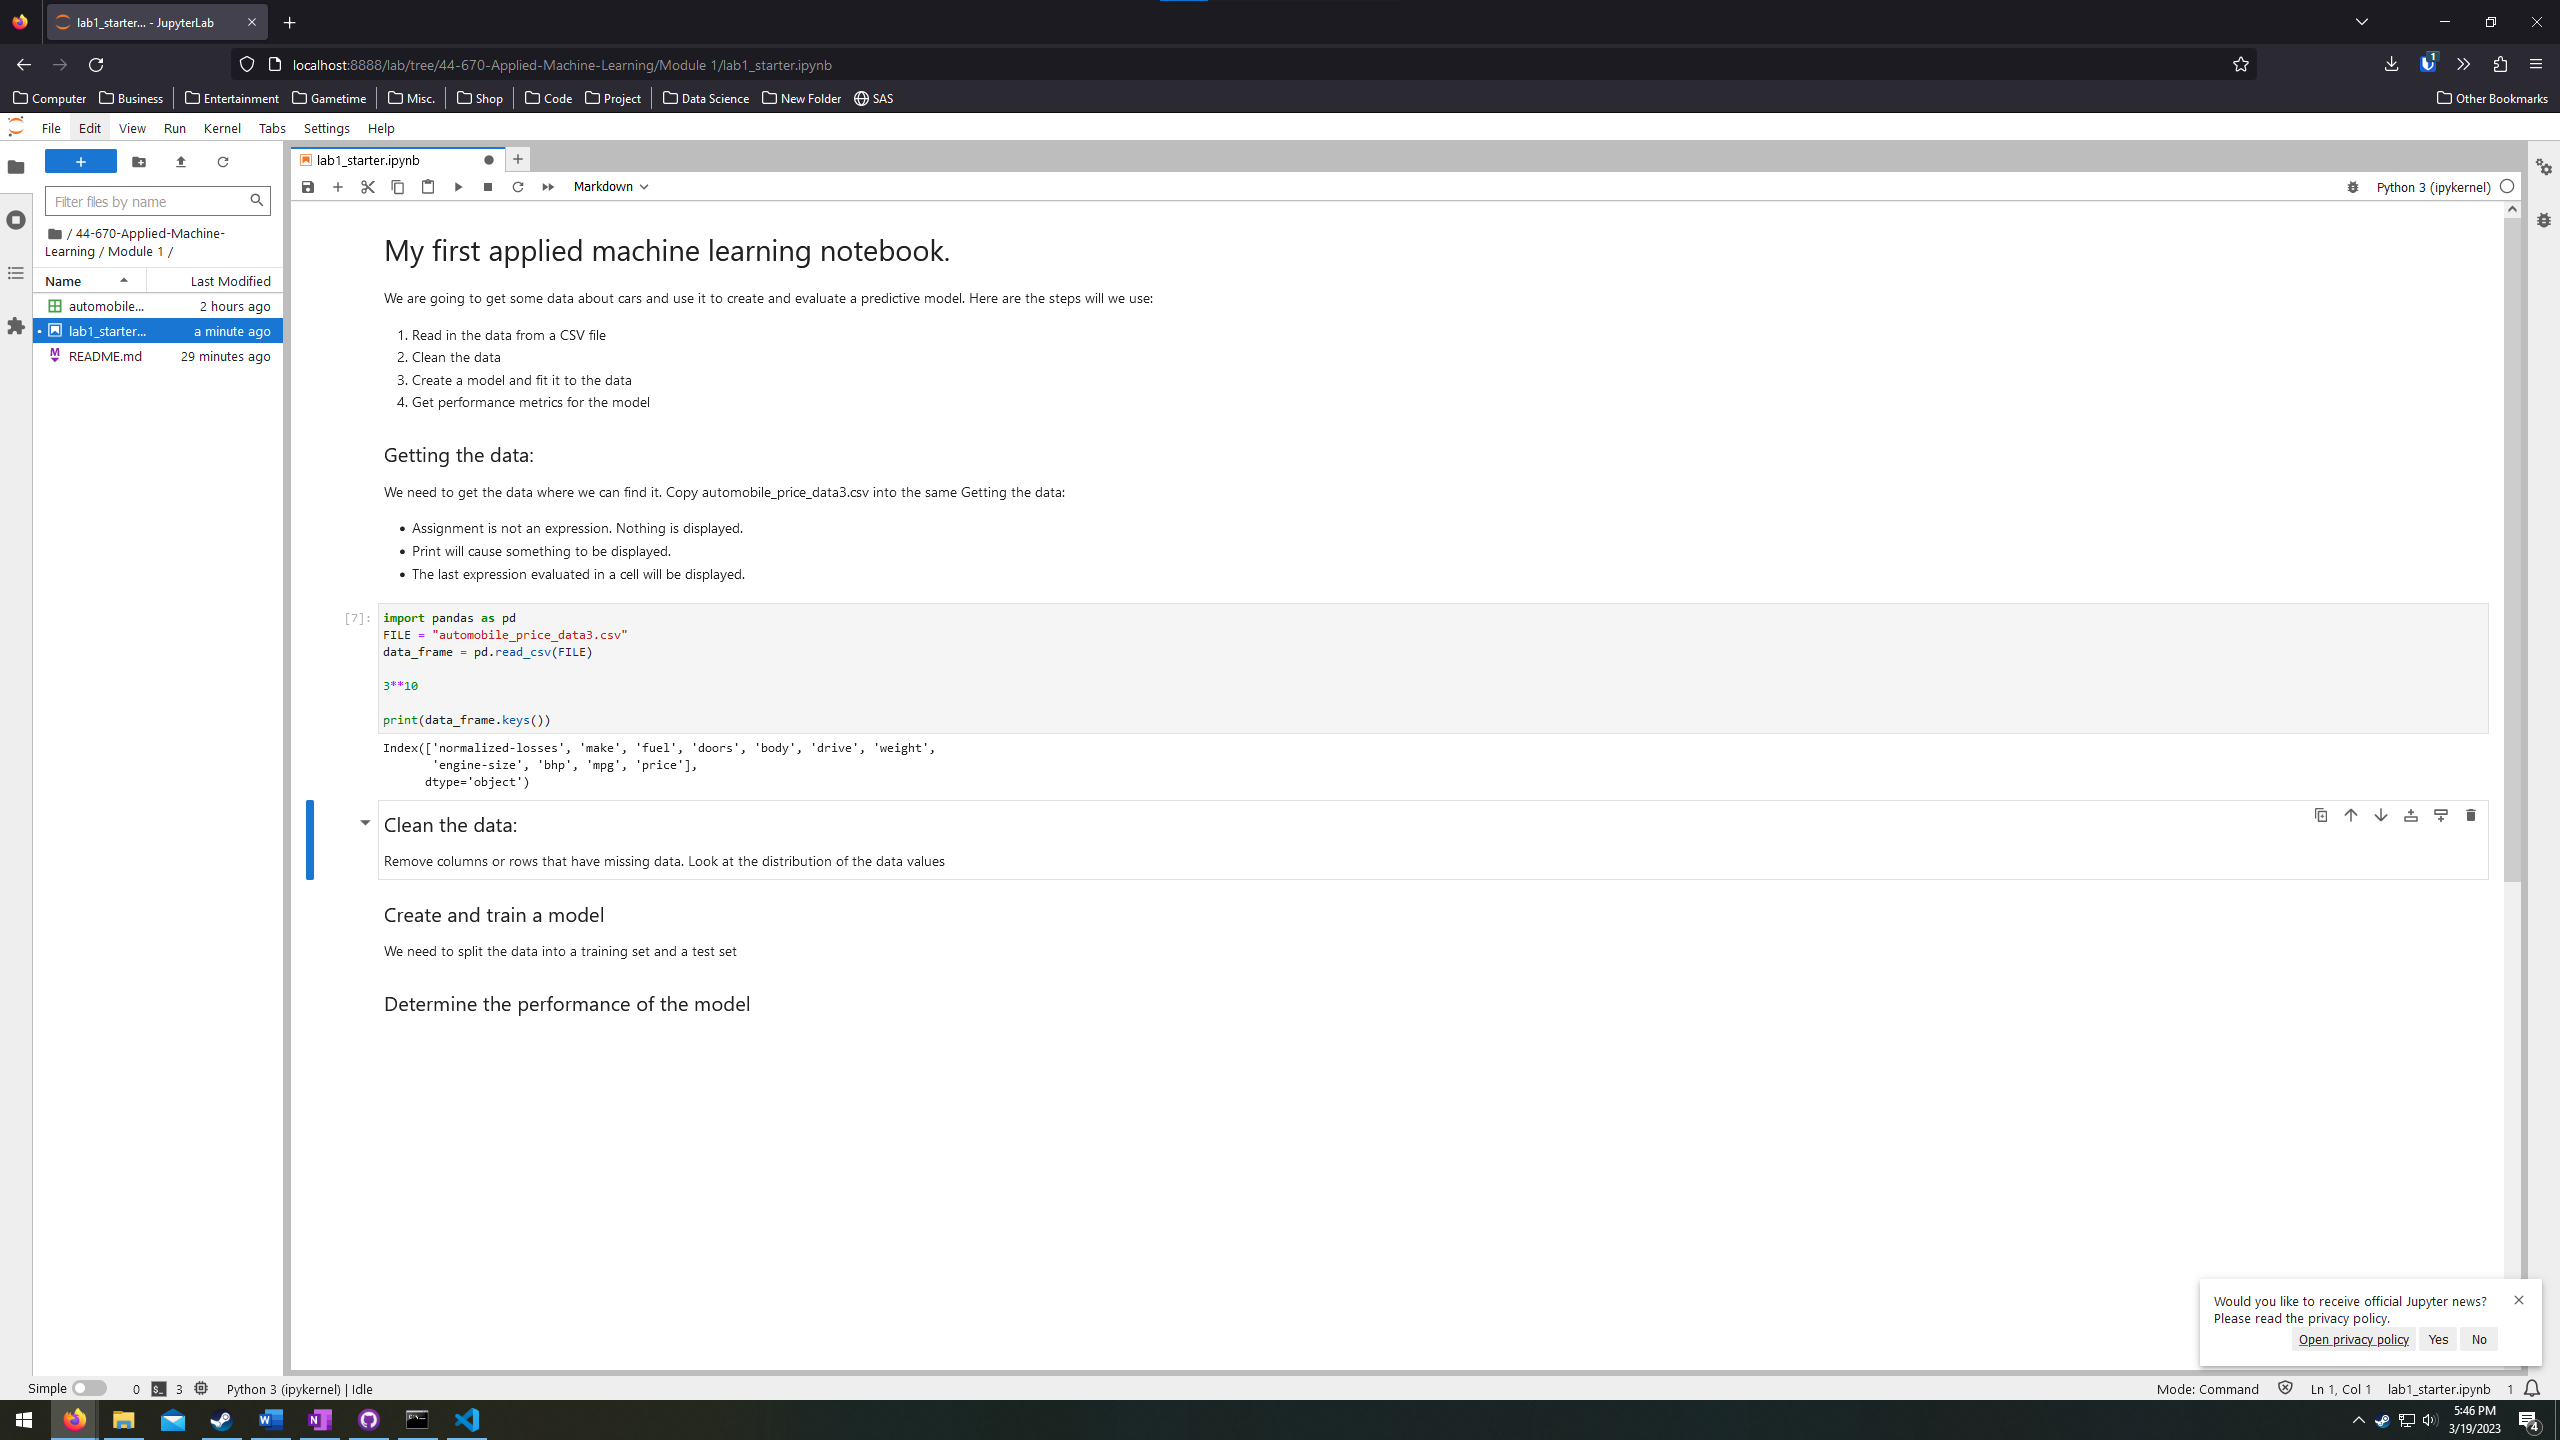 lab1_starter... - JupyterLab
localhost:8888/lab/tree/44-670-Applied-Machine-Learning/Module 1/lab1_starter.ipynb
1
Computer Business Entertainment Gametime Misc. Shop Code Project Data Science New Folder SAS Other Bookmarks
File Edit View Run Kernel Tabs Settings Help
lab1_starter.ipynb
Markdown
Python 3 (ipykernel)
Filter files by name
/ 44-670-Applied-Machine-
Learning / Module 1 /
Name Last Modified
automobile... 2 hours ago
lab1_starter... a minute ago
README.md 29 minutes ago
My first applied machine learning notebook.
We are going to get some data about cars and use it to create and evaluate a predictive model. Here are the steps will we use:
1. Read in the data from a CSV file
2. Clean the data
3. Create a model and fit it to the data
4. Get performance metrics for the model
Getting the data:
We need to get the data where we can find it. Copy automobile_price_data3.csv into the same Getting the data:
• Assignment is not an expression. Nothing is displayed.
• Print will cause something to be displayed.
• The last expression evaluated in a cell will be displayed.
[7]: import pandas as pd
FILE = "automobile_price_data3.csv"
data_frame = pd.read_csv(FILE)
3**10
print(data_frame.keys())
Index(['normalized-losses', 'make', 'fuel', 'doors', 'body', 'drive', 'weight',
'engine-size', 'bhp', 'mpg', 'price'],
dtype='object')
Clean the data:
Remove columns or rows that have missing data. Look at the distribution of the data values
Create and train a model
We need to split the data into a training set and a test set
Determine the performance of the model
Would you like to receive official Jupyter news?
Please read the privacy policy.
Open privacy policy Yes No
Simple 0 3 Python 3 (ipykernel) | Idle
Mode: Command Ln 1, Col 1 lab1_starter.ipynb 1
5:46 PM
3/19/2023
4